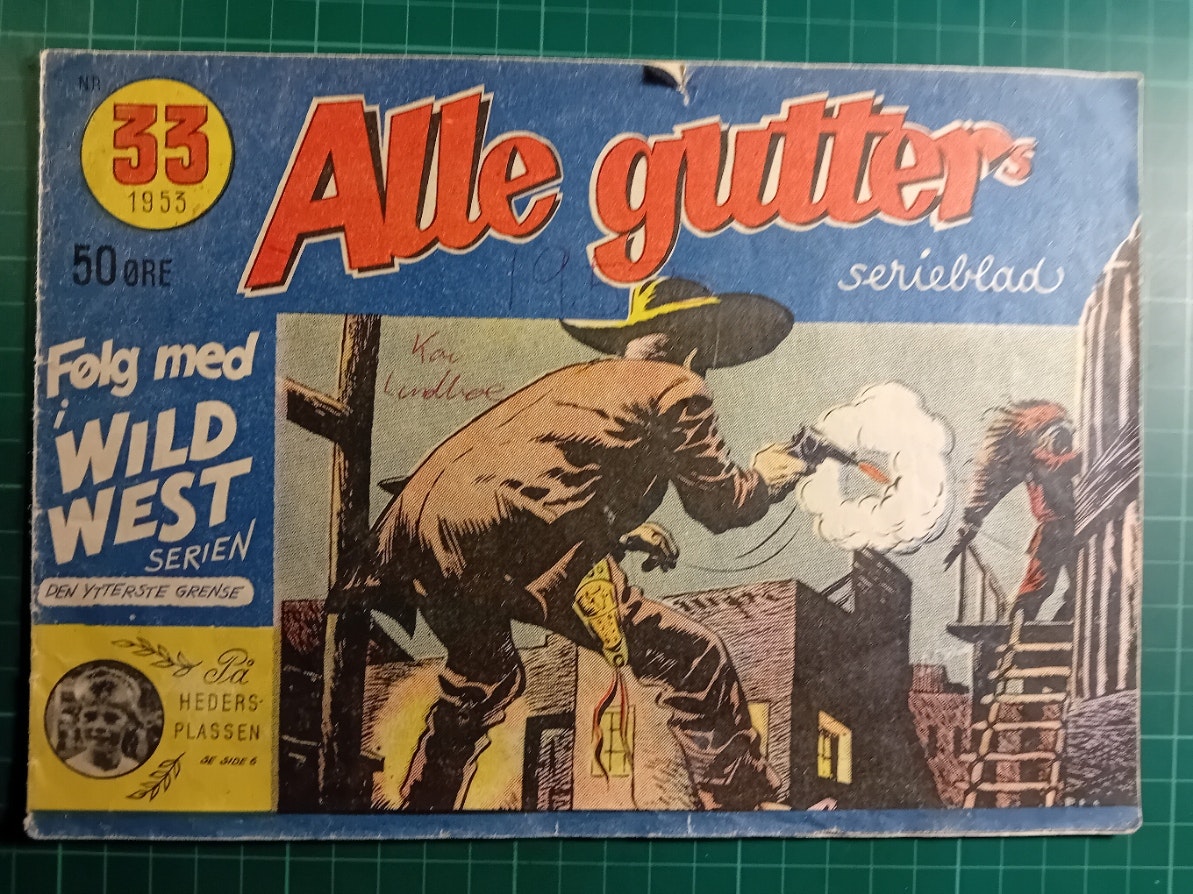 NR
33
1953
50 ØRE
Alle gutters
serieblad
Følg med
i WILD
WEST
SERIEN
DEN YTTERSTE GRENSE
På
HEDERS-
PLASSEN
SE SIDE 6
Kai